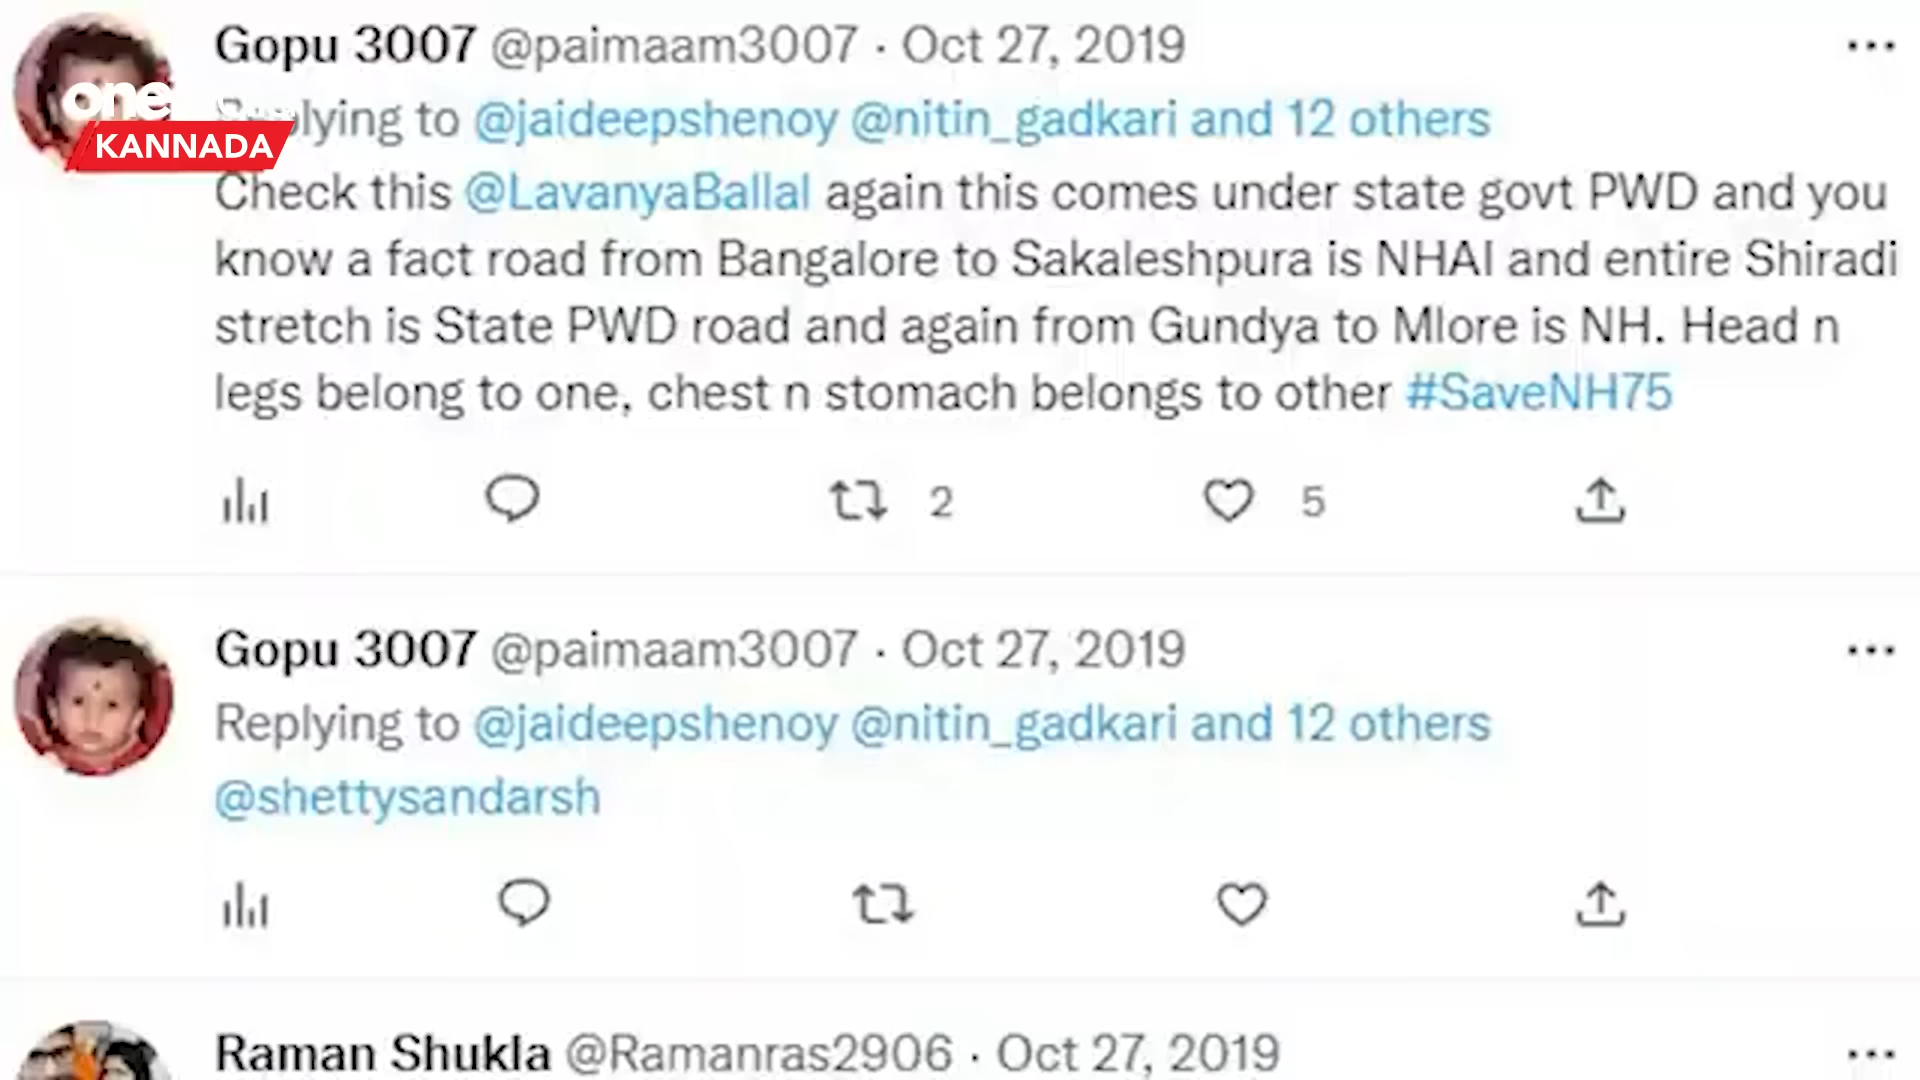 Gopu 3007 @paimaam3007 · Oct 27, 2019
one
KANNADA
lying to @jaideepshenoy @nitin_gadkari and 12 others
Check this @LavanyaBallal again this comes under state govt PWD and you
know a fact road from Bangalore to Sakaleshpura is NHAI and entire Shiradi
stretch is State PWD road and again from Gundya to Mlore is NH. Head n
legs belong to one, chest n stomach belongs to other #SaveNH75
2 5
Gopu 3007 @paimaam3007 · Oct 27, 2019
Replying to @jaideepshenoy @nitin_gadkari and 12 others
@shettysandarsh
Raman Shukla @Ramanras2906 · Oct 27, 2019